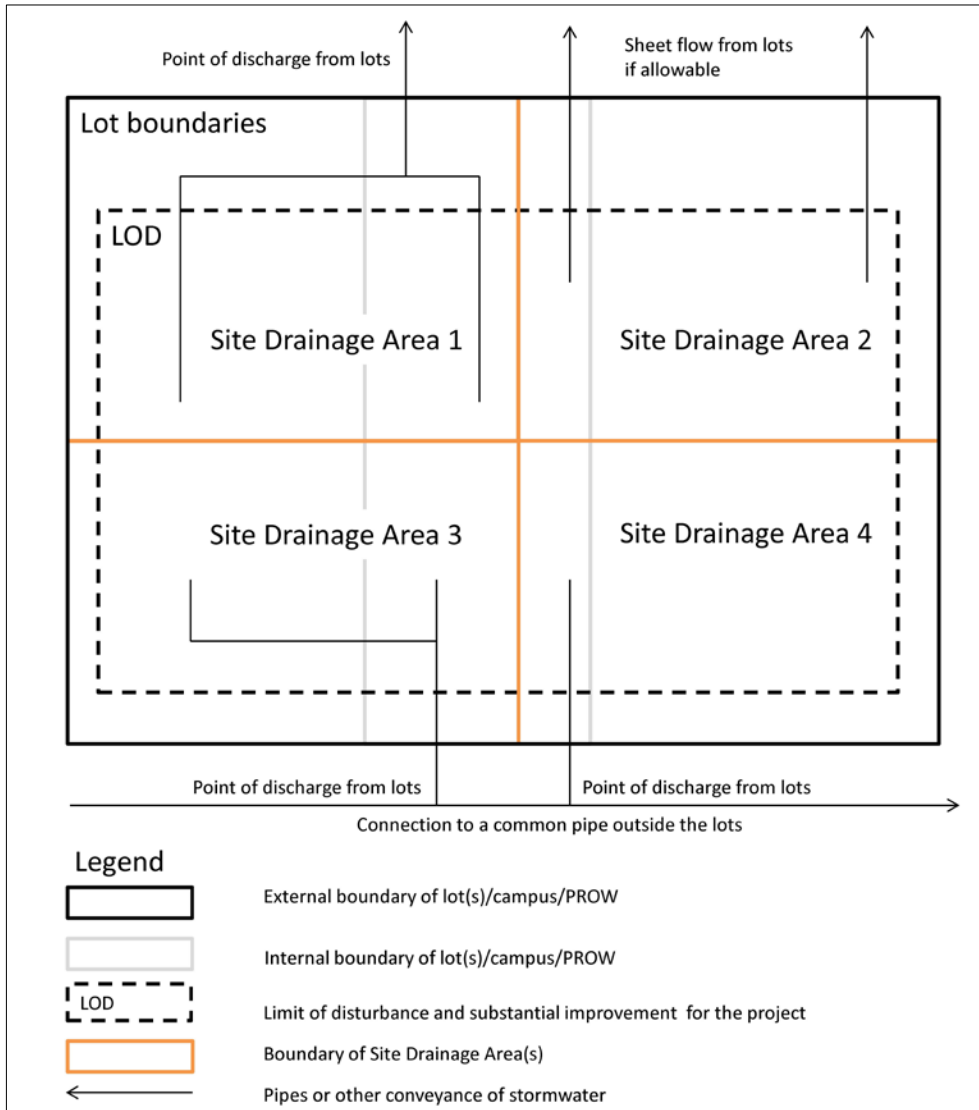 Point of discharge from lots
Sheet flow from lots
if allowable
Lot boundaries
LOD
Site Drainage Area 1
Site Drainage Area 2
Site Drainage Area 3
Site Drainage Area 4
Point of discharge from lots
Point of discharge from lots
Connection to a common pipe outside the lots
Legend
External boundary of lot(s)/campus/PROW
Internal boundary of lot(s)/campus/PROW
LOD
Limit of disturbance and substantial improvement for the project
Boundary of Site Drainage Area(s)
Pipes or other conveyance of stormwater